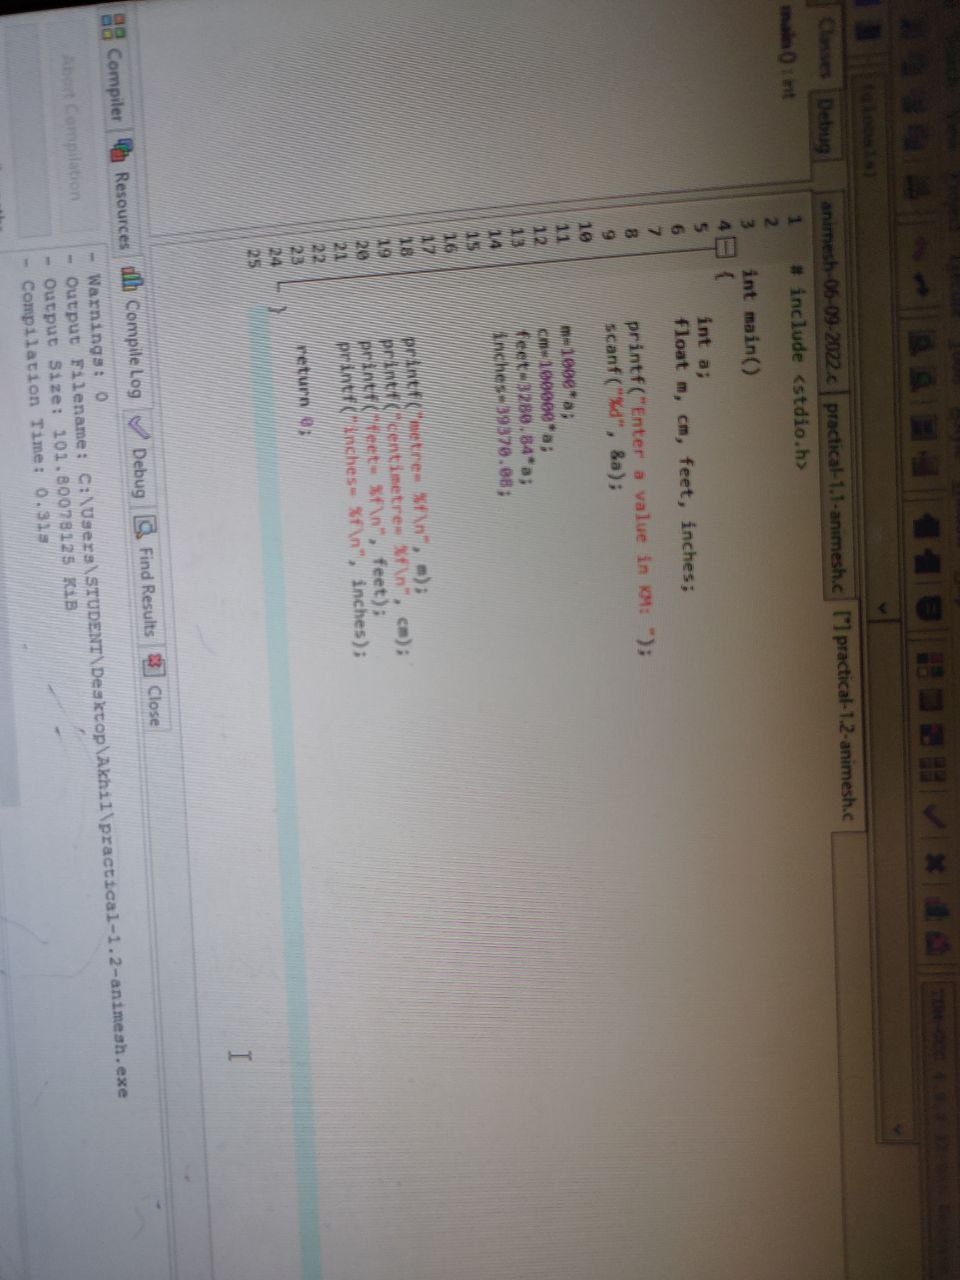 Classes Debug
animesh-06-09-2022.c practical-1.1-animesh.c [*] practical-1.2-animesh.c
main () : int
1 # include <stdio.h>
2
3 int main()
4 {
5 int a;
6 float m, cm, feet, inches;
7
8 printf("Enter a value in KM: ");
9 scanf("%d", &a);
10
11 m=1000*a;
12 cm=100000*a;
13 feet=3280.84*a;
14 inches=39370.08;
15
16
17
18 printf("metre= %f\n", m);
19 printf("centimetre= %f\n", cm);
20 printf("feet= %f\n", feet);
21 printf("inches= %f\n", inches);
22
23 return 0;
24 }
25
Compiler Resources Compile Log Debug Find Results Close
Abort Compilation
- Warnings: 0
- Output Filename: C:\Users\STUDENT\Desktop\Akhil\practical-1.2-animesh.exe
- Output Size: 101.80078125 KiB
- Compilation Time: 0.31s